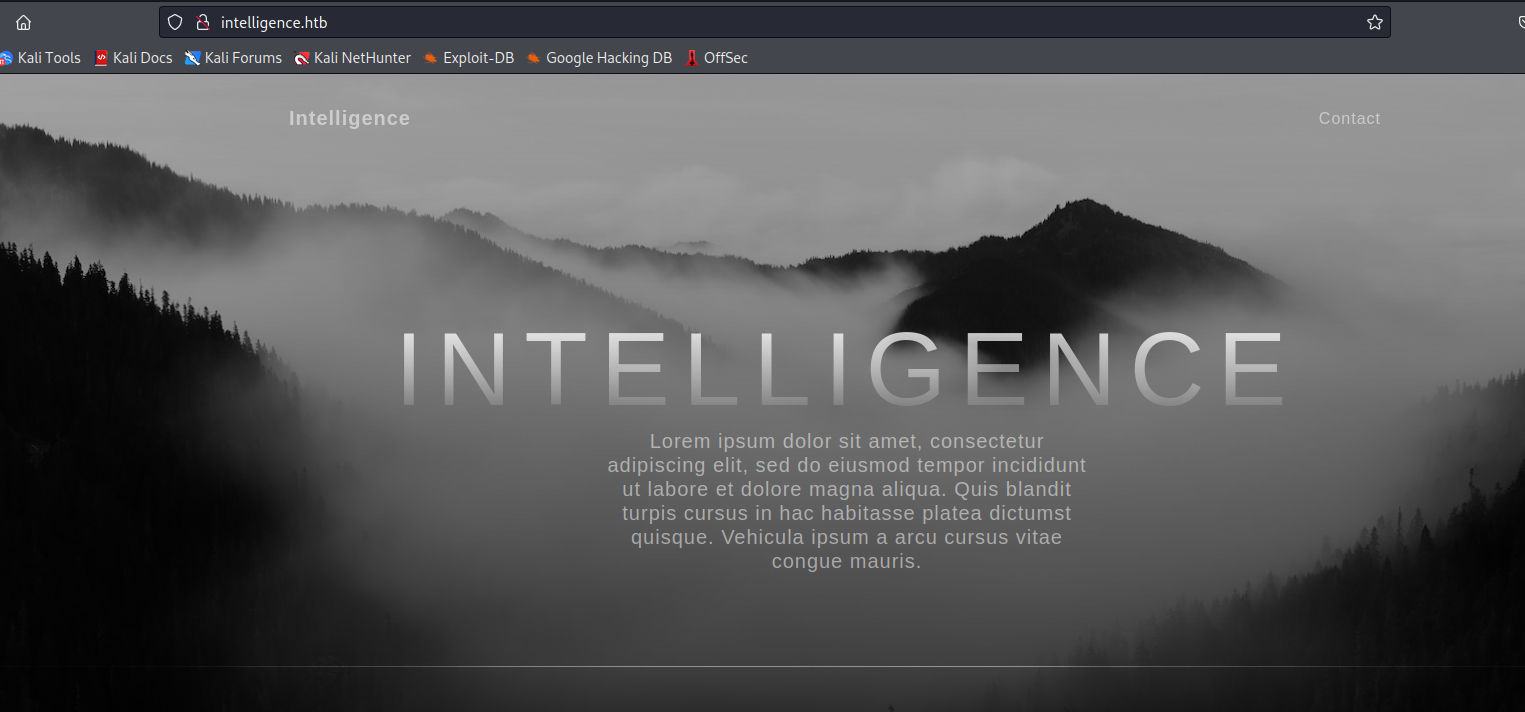 intelligence.htb
Kali Tools Kali Docs Kali Forums Kali NetHunter Exploit-DB Google Hacking DB OffSec
Intelligence Contact
INTELLIGENCE
Lorem ipsum dolor sit amet, consectetur
adipiscing elit, sed do eiusmod tempor incididunt
ut labore et dolore magna aliqua. Quis blandit
turpis cursus in hac habitasse platea dictumst
quisque. Vehicula ipsum a arcu cursus vitae
congue mauris.